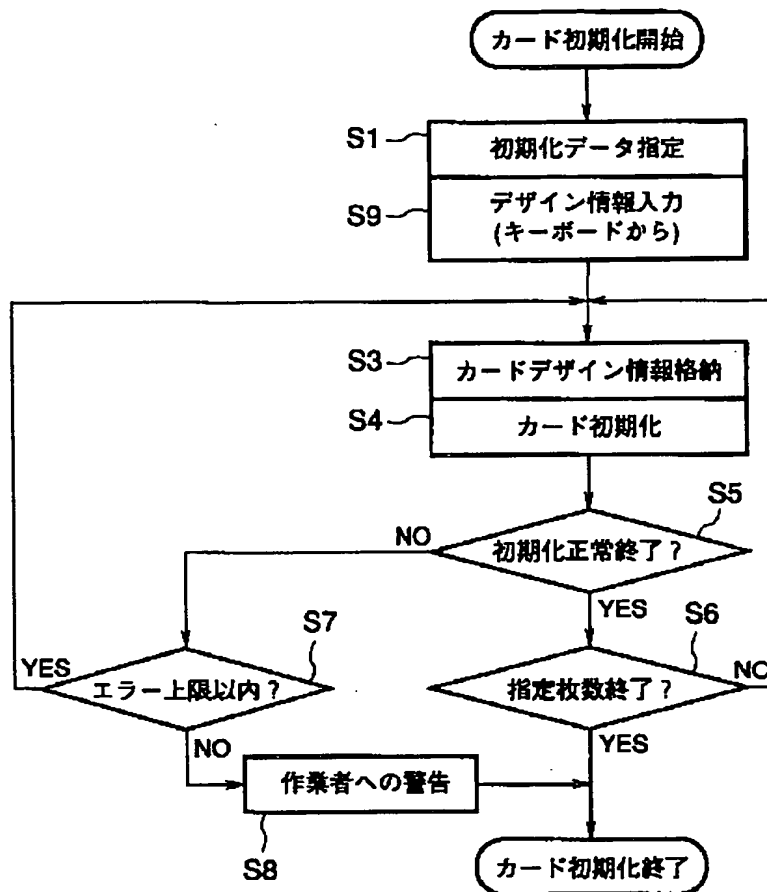 カード初期化開始
S1
初期化データ指定
S9
デザイン情報入力
(キーボードから)
S3
カードデザイン情報格納
S4
カード初期化
S5
NO
初期化正常終了?
YES
S7
S6
YES
エラー上限以内?
指定枚数終了?
NO
NO
YES
作業者への警告
S8
カード初期化終了